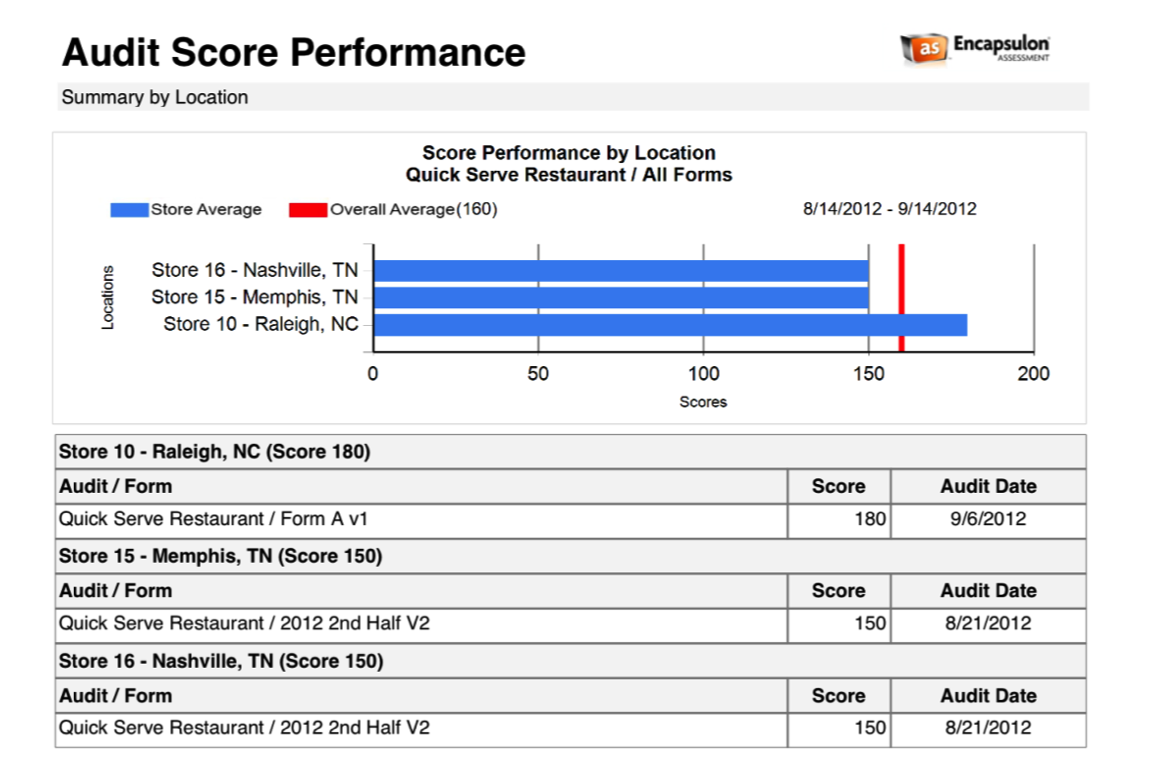 Audit Score Performance
as Encapsulon
ASSESSMENT
Summary by Location
Score Performance by Location
Quick Serve Restaurant / All Forms
Store Average Overall Average(160) 8/14/2012 - 9/14/2012
Locations
Store 16 - Nashville, TN
Store 15 - Memphis, TN
Store 10 - Raleigh, NC
0 50 100 150 200
Scores
Store 10 - Raleigh, NC (Score 180)
Audit / Form Score Audit Date
Quick Serve Restaurant / Form A v1 180 9/6/2012
Store 15 - Memphis, TN (Score 150)
Audit / Form Score Audit Date
Quick Serve Restaurant / 2012 2nd Half V2 150 8/21/2012
Store 16 - Nashville, TN (Score 150)
Audit / Form Score Audit Date
Quick Serve Restaurant / 2012 2nd Half V2 150 8/21/2012